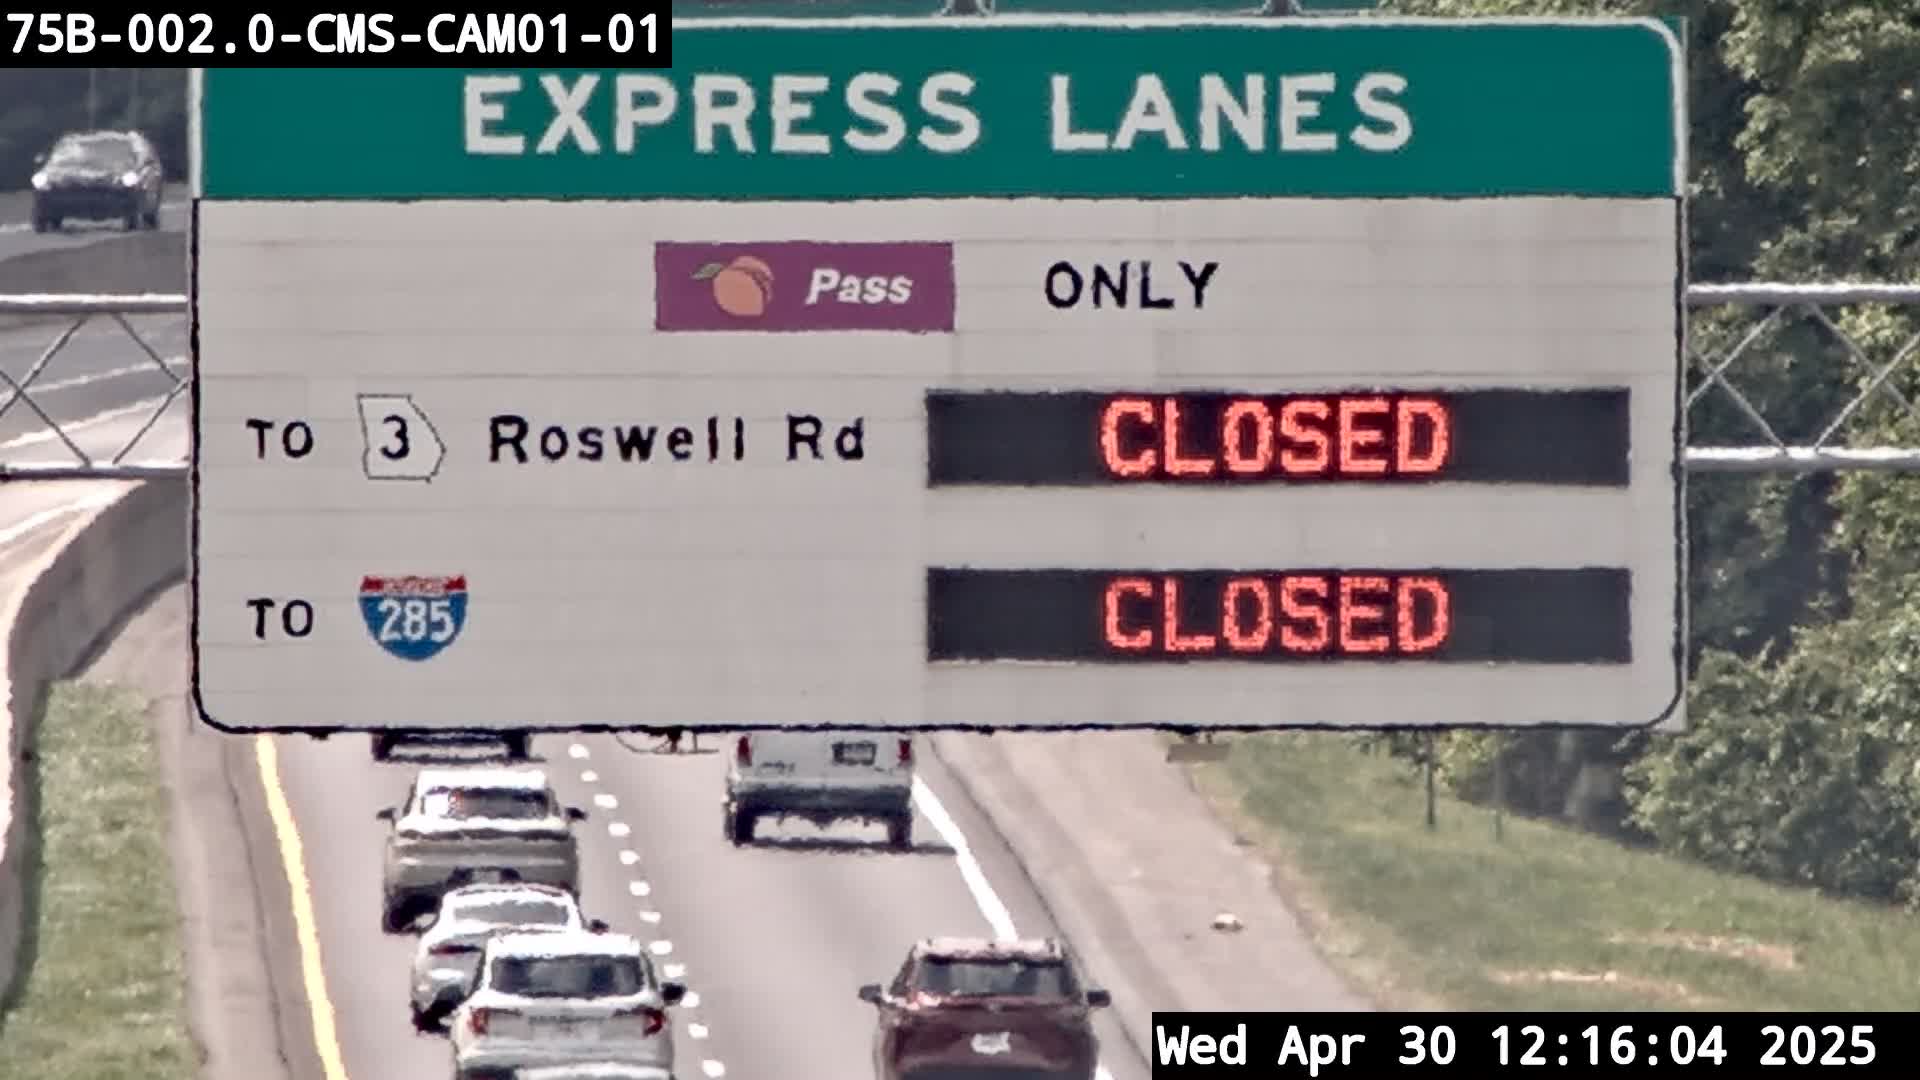 75B-002.0-CMS-CAM01-01
EXPRESS LANES
Pass ONLY
TO 3 Roswell Rd CLOSED
TO 285 CLOSED
Wed Apr 30 12:16:04 2025